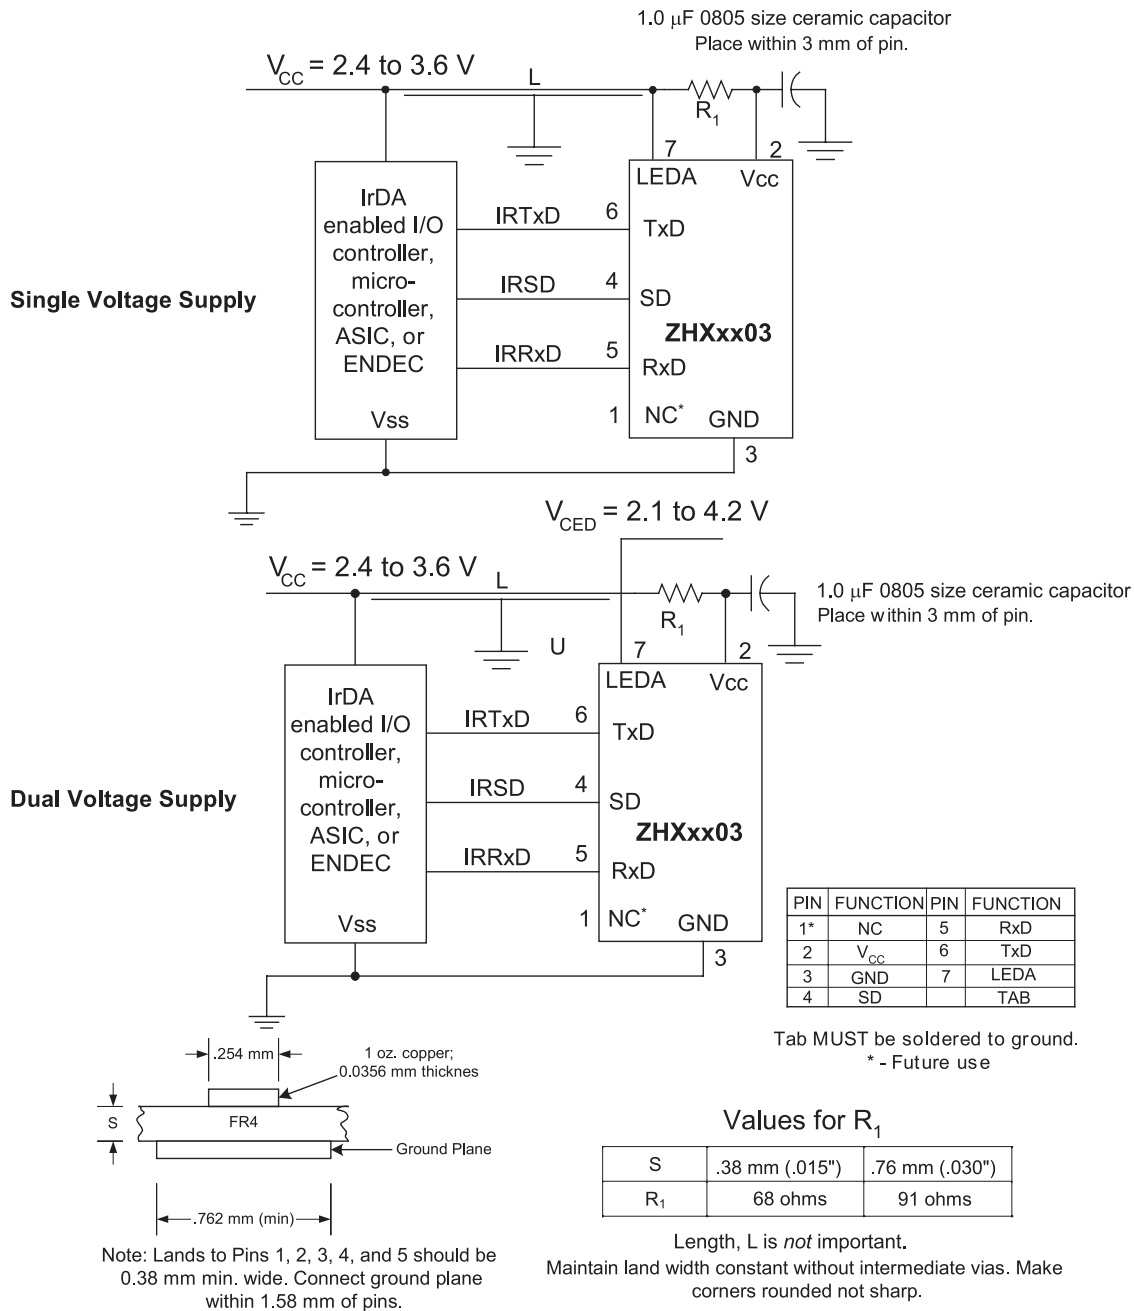 1.0 μF 0805 size ceramic capacitor
Place within 3 mm of pin.
VCC = 2.4 to 3.6 V
L
R1
7
2
LEDA
Vcc
IrDA
enabled I/O
controller,
micro-
controller,
ASIC, or
ENDEC
Vss
IRTxD
6
TxD
Single Voltage Supply
IRSD
4
SD
ZHXxx03
IRRxD
5
RxD
1
NC*
GND
3
VCED = 2.1 to 4.2 V
VCC = 2.4 to 3.6 V
L
R1
1.0 μF 0805 size ceramic capacitor
Place within 3 mm of pin.
U
7
2
LEDA
Vcc
IrDA
enabled I/O
controller,
micro-
controller,
ASIC, or
ENDEC
Vss
IRTxD
6
TxD
Dual Voltage Supply
IRSD
4
SD
ZHXxx03
IRRxD
5
RxD
1
NC*
GND
3
PIN FUNCTION PIN FUNCTION
1* NC 5 RxD
2 VCC 6 TxD
3 GND 7 LEDA
4 SD TAB
Tab MUST be soldered to ground.
* - Future use
.254 mm
1 oz. copper;
0.0356 mm thicknes
S
FR4
Ground Plane
.762 mm (min)
Note: Lands to Pins 1, 2, 3, 4, and 5 should be
0.38 mm min. wide. Connect ground plane
within 1.58 mm of pins.
Values for R1
S .38 mm (.015") .76 mm (.030")
R1 68 ohms 91 ohms
Length, L is not important.
Maintain land width constant without intermediate vias. Make
corners rounded not sharp.